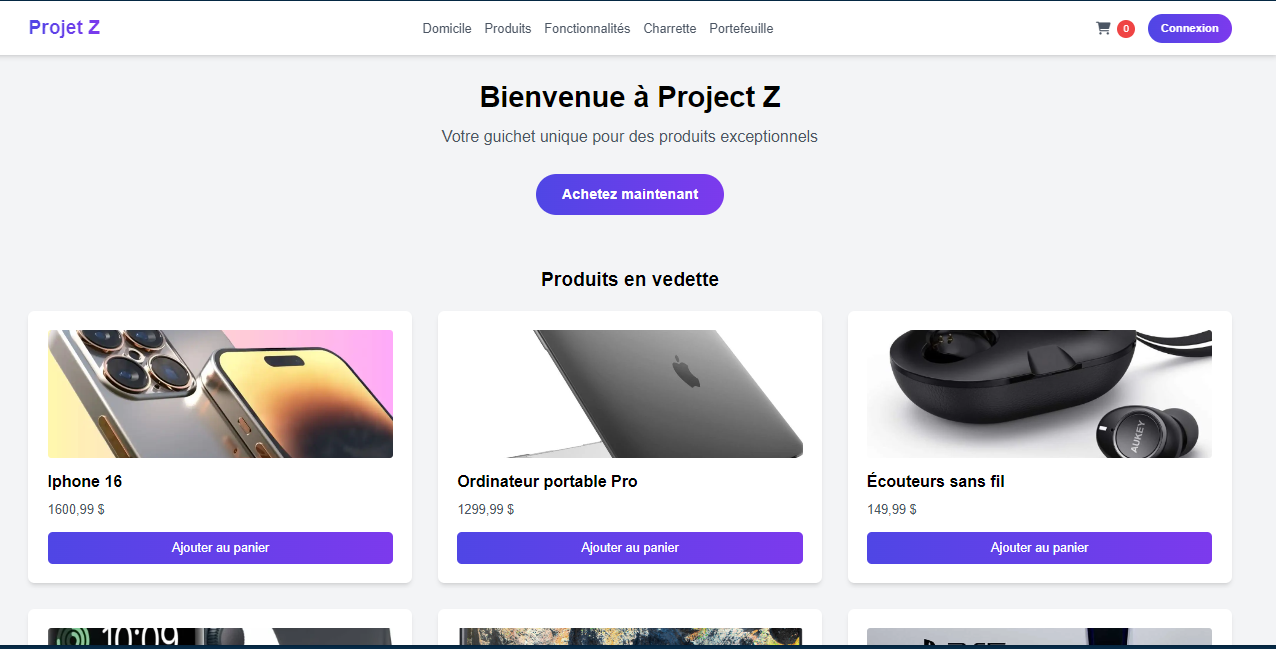 Projet Z
Domicile Produits Fonctionnalités Charrette Portefeuille
0
Connexion
Bienvenue à Project Z
Votre guichet unique pour des produits exceptionnels
Achetez maintenant
Produits en vedette
AUKEY
Iphone 16
Ordinateur portable Pro
Écouteurs sans fil
1600,99 $
1299,99 $
149,99 $
Ajouter au panier
Ajouter au panier
Ajouter au panier
10:09